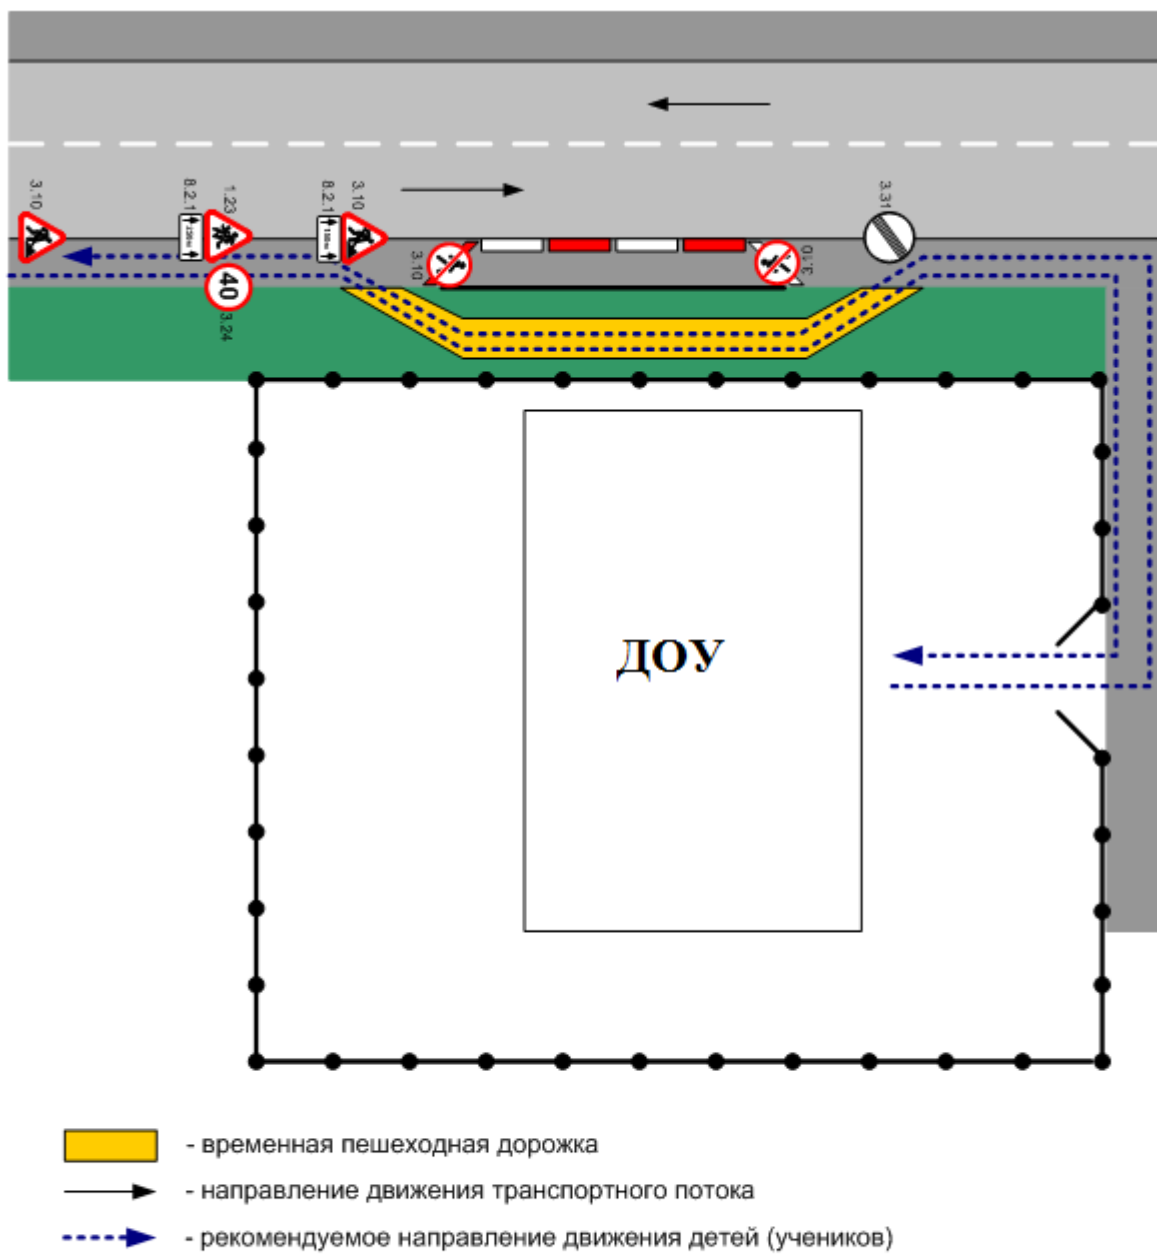 3.31
3.10
8.2.1
1.23
8.2.1
3.10
3.10
3.10
40
3.24
ДОУ
- временная пешеходная дорожка
- направление движения транспортного потока
- рекомендуемое направление движения детей (учеников)